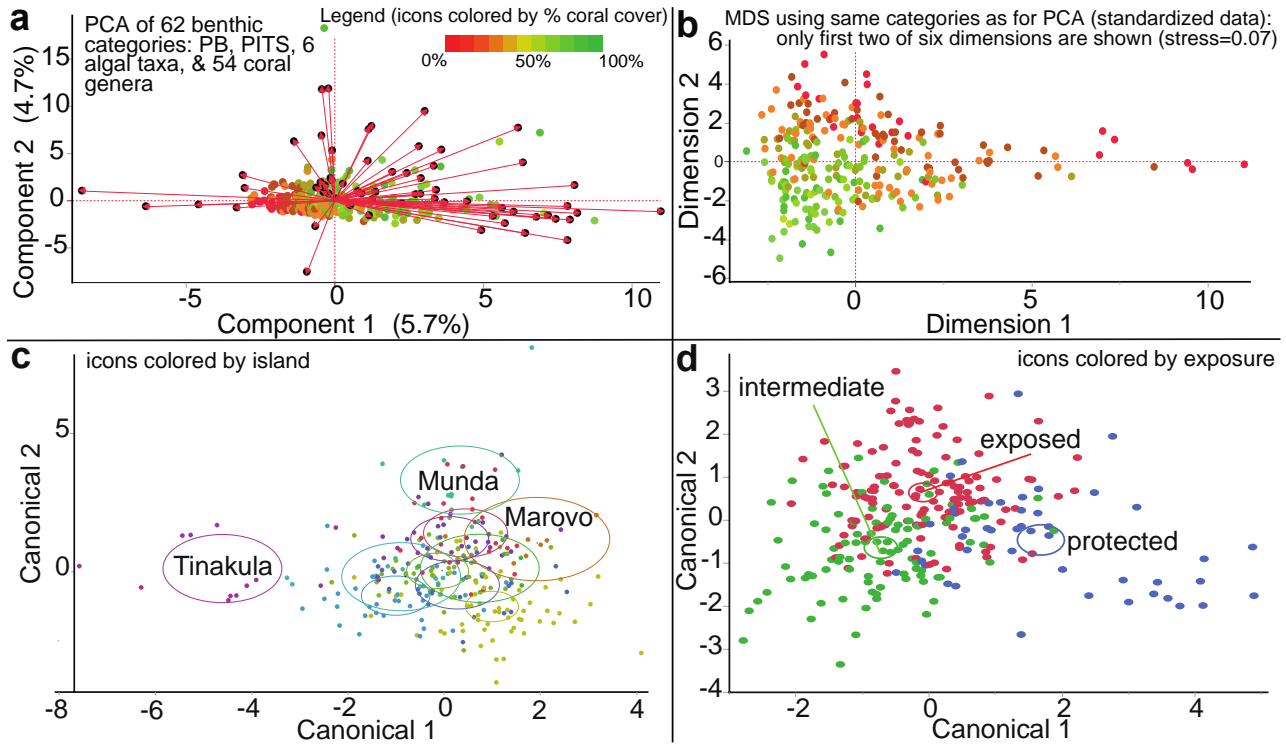 a
PCA of 62 benthic
categories: PB, PITS, 6
algal taxa, & 54 coral
genera
Legend (icons colored by % coral cover)
0%
50%
100%
15
10
5
0
-5
Component 2 (4.7%)
-5
0
5
10
Component 1 (5.7%)
b
MDS using same categories as for PCA (standardized data):
only first two of six dimensions are shown (stress=0.07)
6
4
2
0
-2
-4
-6
Dimension 2
0
5
10
Dimension 1
c
icons colored by island
Munda
Marovo
Tinakula
5
0
Canonical 2
-8
-6
-4
-2
0
2
4
Canonical 1
d
icons colored by exposure
intermediate
exposed
protected
3
2
1
0
-1
-2
-3
-4
Canonical 2
-2
0
2
4
Canonical 1